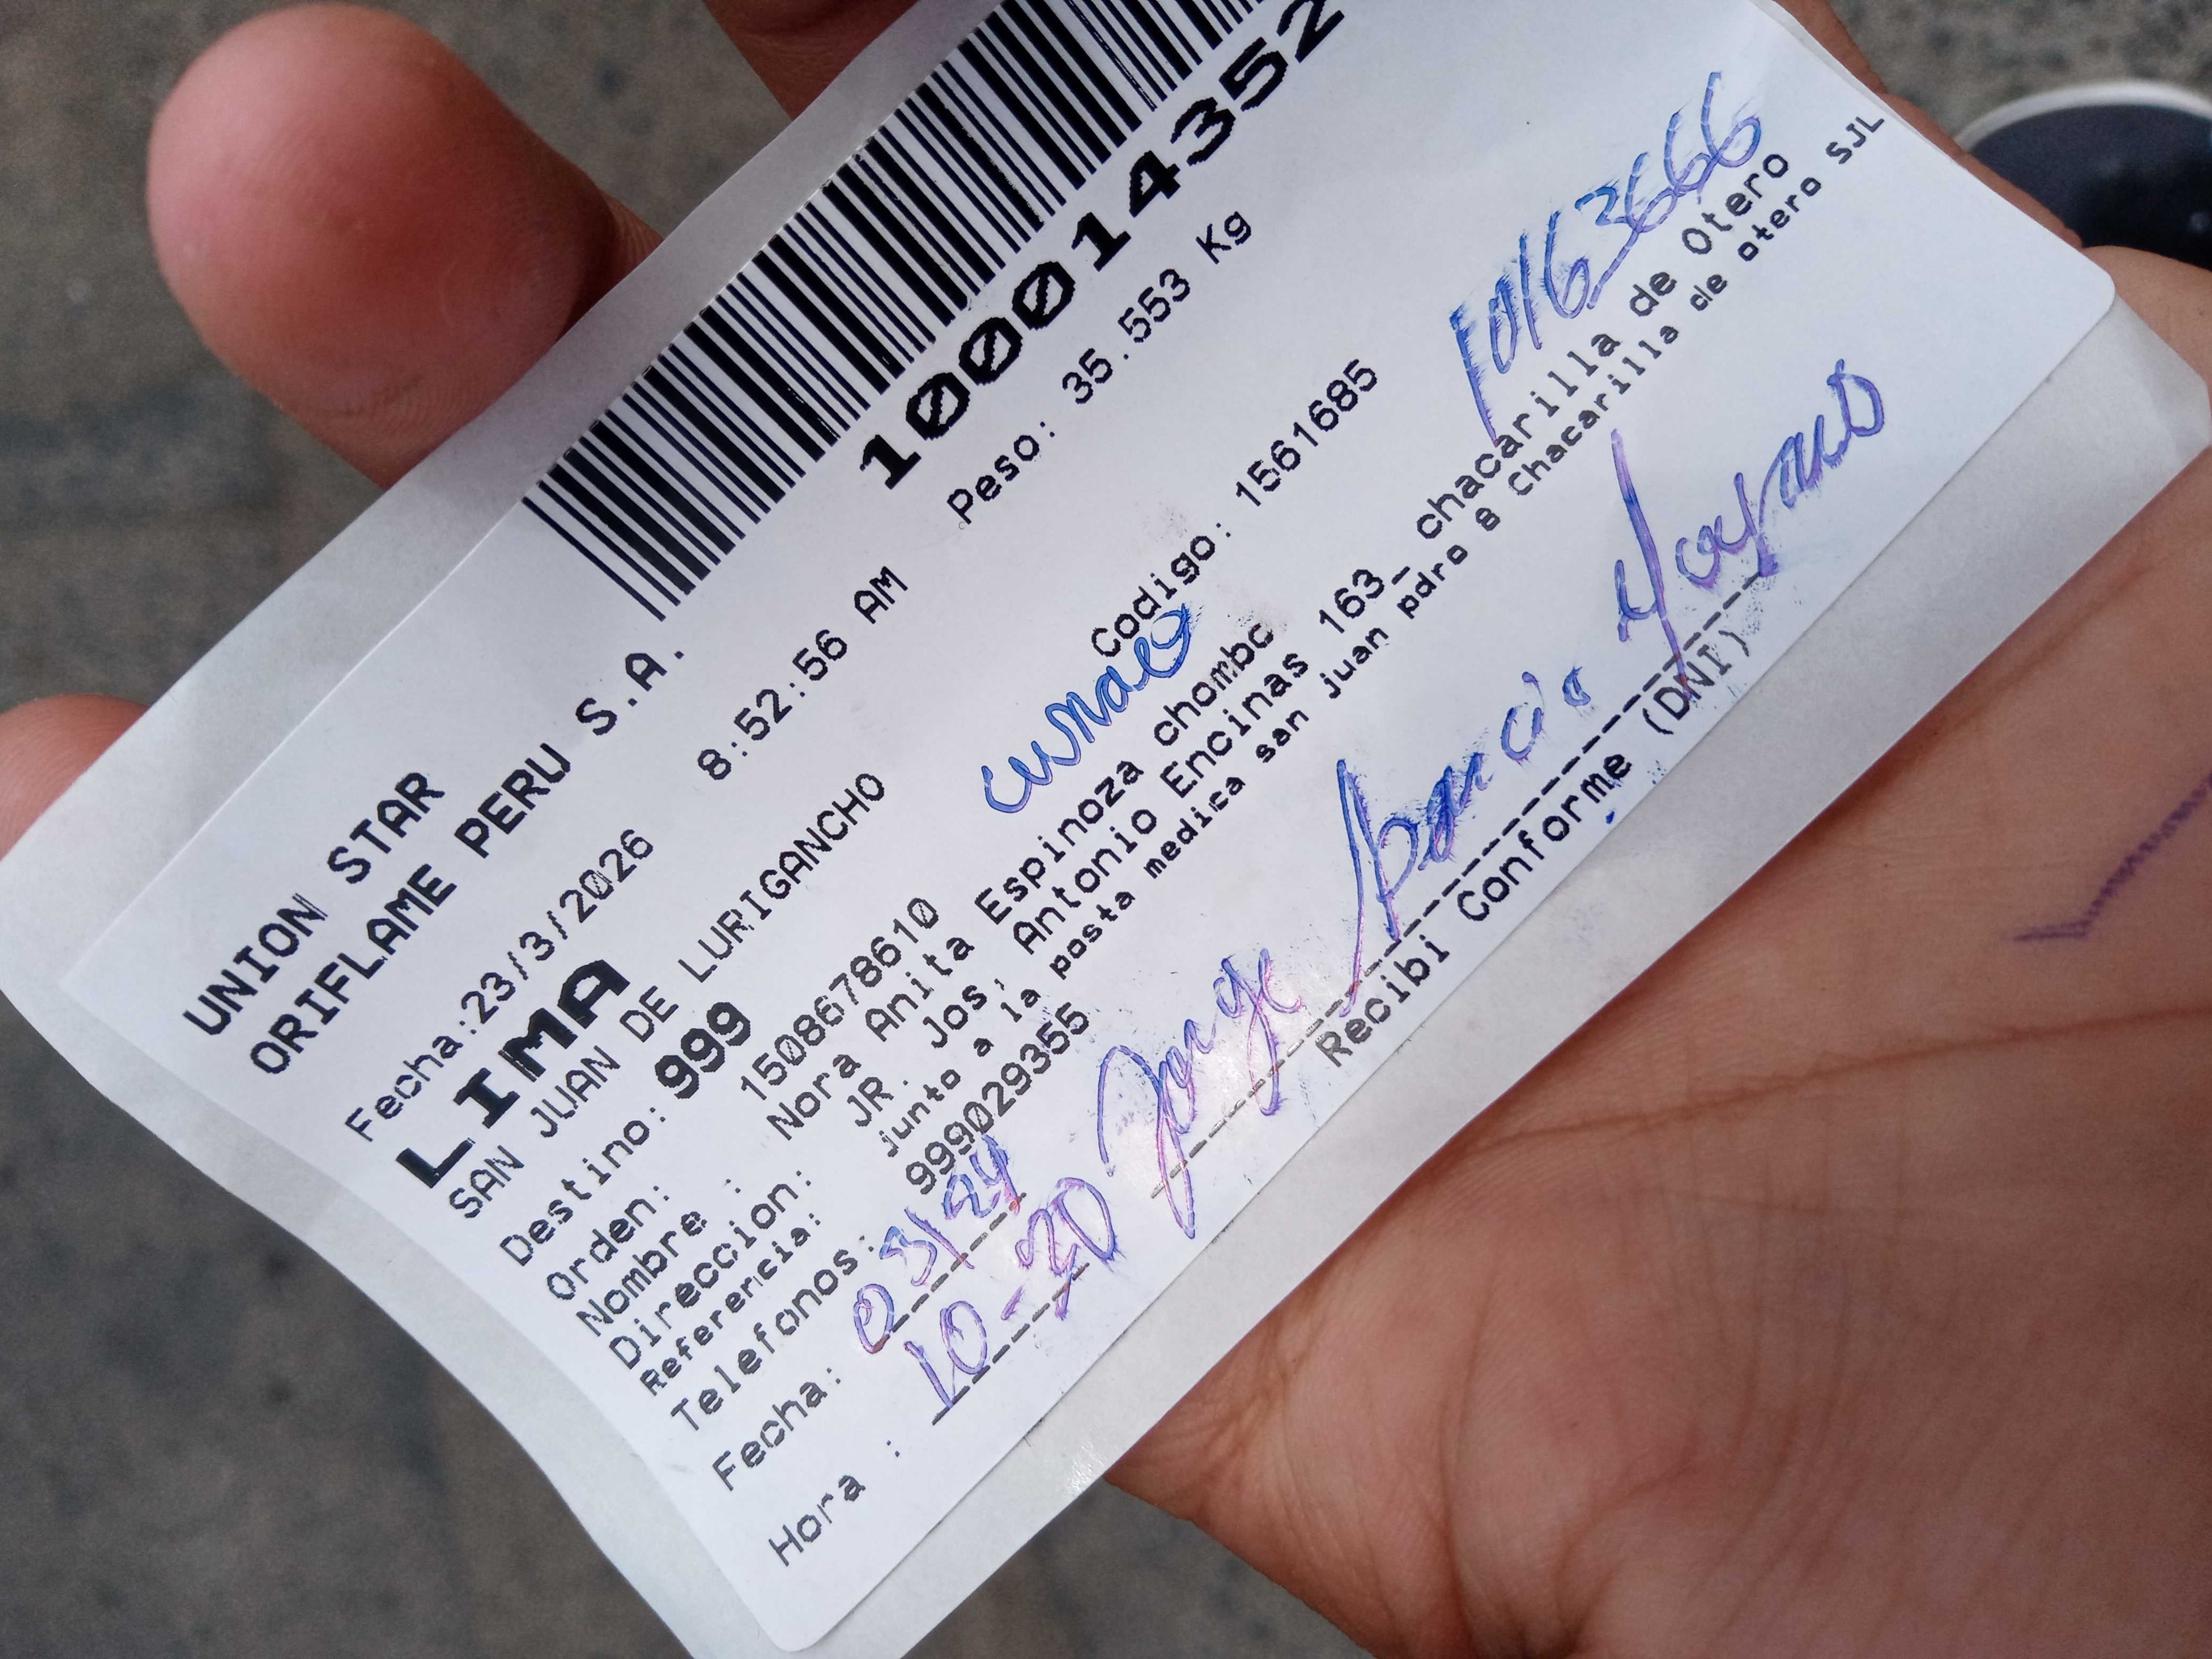 100014352
UNION STAR
ORIFLAME PERU S.A.
Fecha:23/3/2026 8:52:56 AM Peso: 35.553 Kg
LIMA
SAN JUAN DE LURIGANCHO
Destino: 999 Codigo: 1561685
cuñado
Orden: 1508678610
Nombre : Nora Anita Espinoza chombo 10163666
Direccion: JR. Jos, Antonio Encinas 163_ chacarilla de Otero
Referencia: junto a la posta medica san juan pdro 8 Chacarilla de otero SJL
Telefonos: 999029355
Fecha: 03/24
Hora : 10-30 Jorge
Recibi Conforme (DNI)